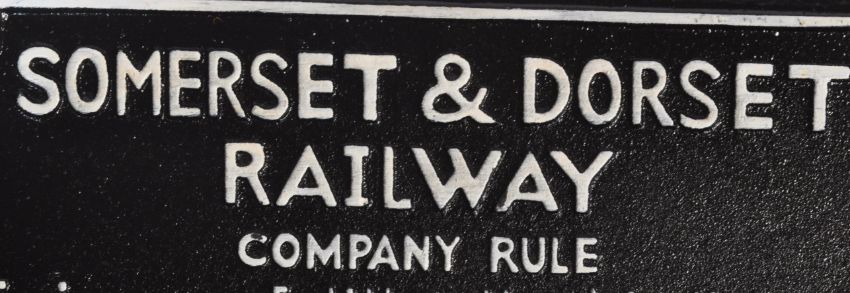 SOMERSET & DORSET
RAILWAY
COMPANY RULE